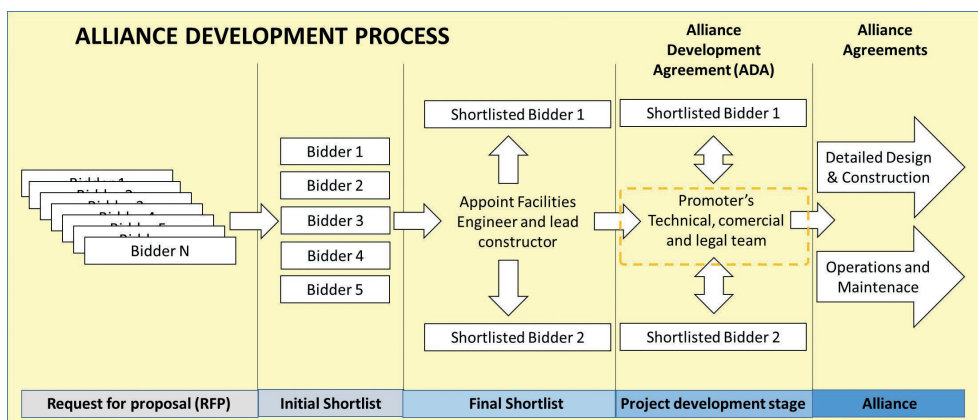 ALLIANCE DEVELOPMENT PROCESS
Alliance
Development
Agreement (ADA)
Alliance
Agreements
Bidder N
Bidder 1
Bidder 2
Bidder 3
Bidder 4
Bidder 5
Shortlisted Bidder 1
Appoint Facilities
Engineer and lead
constructor
Shortlisted Bidder 2
Shortlisted Bidder 1
Promoter's
Technical, comercial
and legal team
Shortlisted Bidder 2
Detailed Design
& Construction
Operations and
Maintenace
Request for proposal (RFP)
Initial Shortlist
Final Shortlist
Project development stage
Alliance